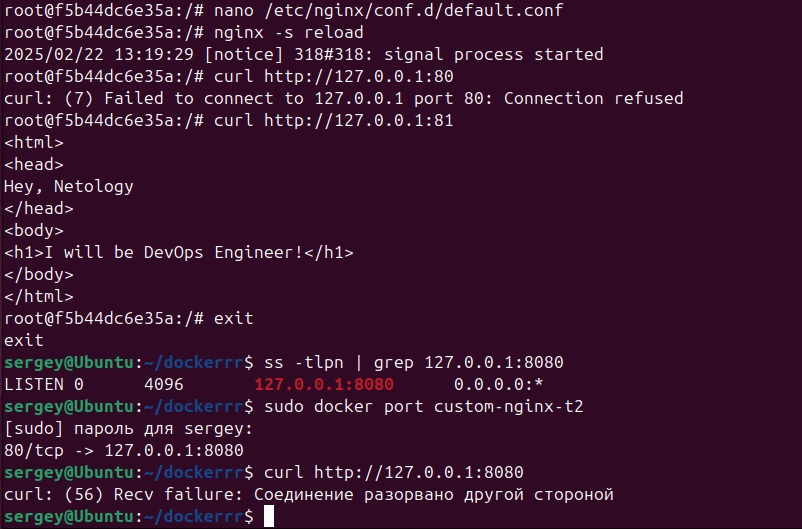 root@f5b44dc6e35a:/# nano /etc/nginx/conf.d/default.conf
root@f5b44dc6e35a:/# nginx -s reload
2025/02/22 13:19:29 [notice] 318#318: signal process started
root@f5b44dc6e35a:/# curl http://127.0.0.1:80
curl: (7) Failed to connect to 127.0.0.1 port 80: Connection refused
root@f5b44dc6e35a:/# curl http://127.0.0.1:81
<html>
<head>
Hey, Netology
</head>
<body>
<h1>I will be DevOps Engineer!</h1>
</body>
</html>
root@f5b44dc6e35a:/# exit
exit
sergey@Ubuntu:~/dockerrr$ ss -tlpn | grep 127.0.0.1:8080
LISTEN 0      4096       127.0.0.1:8080      0.0.0.0:*
sergey@Ubuntu:~/dockerrr$ sudo docker port custom-nginx-t2
[sudo] пароль для sergey:
80/tcp -> 127.0.0.1:8080
sergey@Ubuntu:~/dockerrr$ curl http://127.0.0.1:8080
curl: (56) Recv failure: Соединение разорвано другой стороной
sergey@Ubuntu:~/dockerrr$